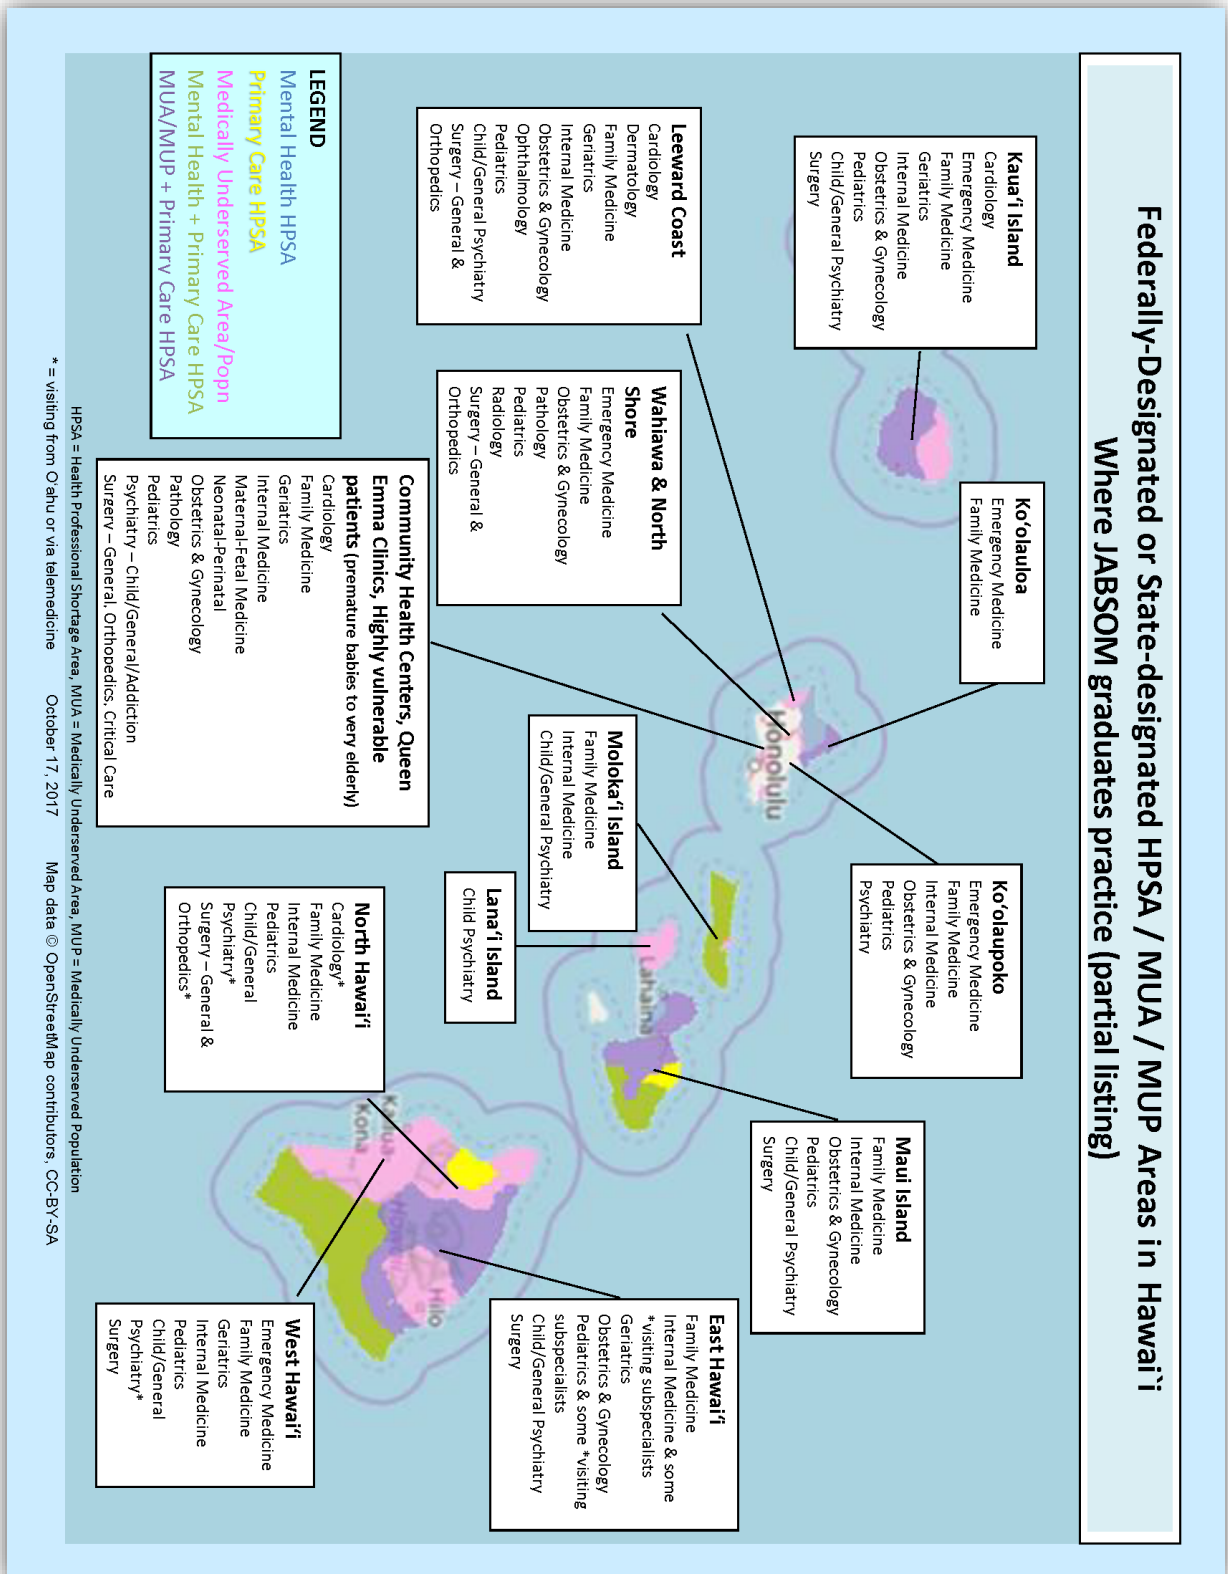 Federally-Designated or State-designated HPSA / MUA / MUP Areas in Hawai`i
Where JABSOM graduates practice (partial listing)
Kaua‘i Island
Cardiology
Emergency Medicine
Family Medicine
Geriatrics
Internal Medicine
Obstetrics & Gynecology
Pediatrics
Child/General Psychiatry
Surgery
Ko‘olauloa
Emergency Medicine
Family Medicine
Ko‘olaupoko
Emergency Medicine
Family Medicine
Internal Medicine
Obstetrics & Gynecology
Pediatrics
Psychiatry
Maui Island
Family Medicine
Internal Medicine
Obstetrics & Gynecology
Pediatrics
Child/General Psychiatry
Surgery
East Hawai‘i
Family Medicine
Internal Medicine & some
*visiting subspecialists
Geriatrics
Obstetrics & Gynecology
Pediatrics & some *visiting
subspecialists
Child/General Psychiatry
Surgery
Leeward Coast
Cardiology
Dermatology
Family Medicine
Geriatrics
Internal Medicine
Obstetrics & Gynecology
Ophthalmology
Pediatrics
Child/General Psychiatry
Surgery – General &
Orthopedics
Wahiawa & North
Shore
Emergency Medicine
Family Medicine
Obstetrics & Gynecology
Pathology
Pediatrics
Radiology
Surgery – General &
Orthopedics
Honolulu
Moloka‘i Island
Family Medicine
Internal Medicine
Child/General Psychiatry
Lahaina
Lana‘i Island
Child Psychiatry
Community Health Centers, Queen
Emma Clinics, Highly vulnerable
patients (premature babies to very elderly)
Cardiology
Family Medicine
Geriatrics
Internal Medicine
Maternal-Fetal Medicine
Neonatal-Perinatal
Obstetrics & Gynecology
Pathology
Pediatrics
Psychiatry – Child/General/Addiction
Surgery – General, Orthopedics, Critical Care
North Hawai‘i
Cardiology*
Family Medicine
Internal Medicine
Pediatrics
Child/General
Psychiatry*
Surgery – General &
Orthopedics*
Kailua-
Kona
Hilo
West Hawai‘i
Emergency Medicine
Family Medicine
Geriatrics
Internal Medicine
Pediatrics
Child/General
Psychiatry*
Surgery
LEGEND
Mental Health HPSA
Primary Care HPSA
Medically Underserved Area/Popn
Mental Health + Primary Care HPSA
MUA/MUP + Primary Care HPSA
HPSA = Health Professional Shortage Area, MUA = Medically Underserved Area, MUP = Medically Underserved Population
* = visiting from O‘ahu or via telemedicine October 17, 2017 Map data © OpenStreetMap contributors, CC-BY-SA